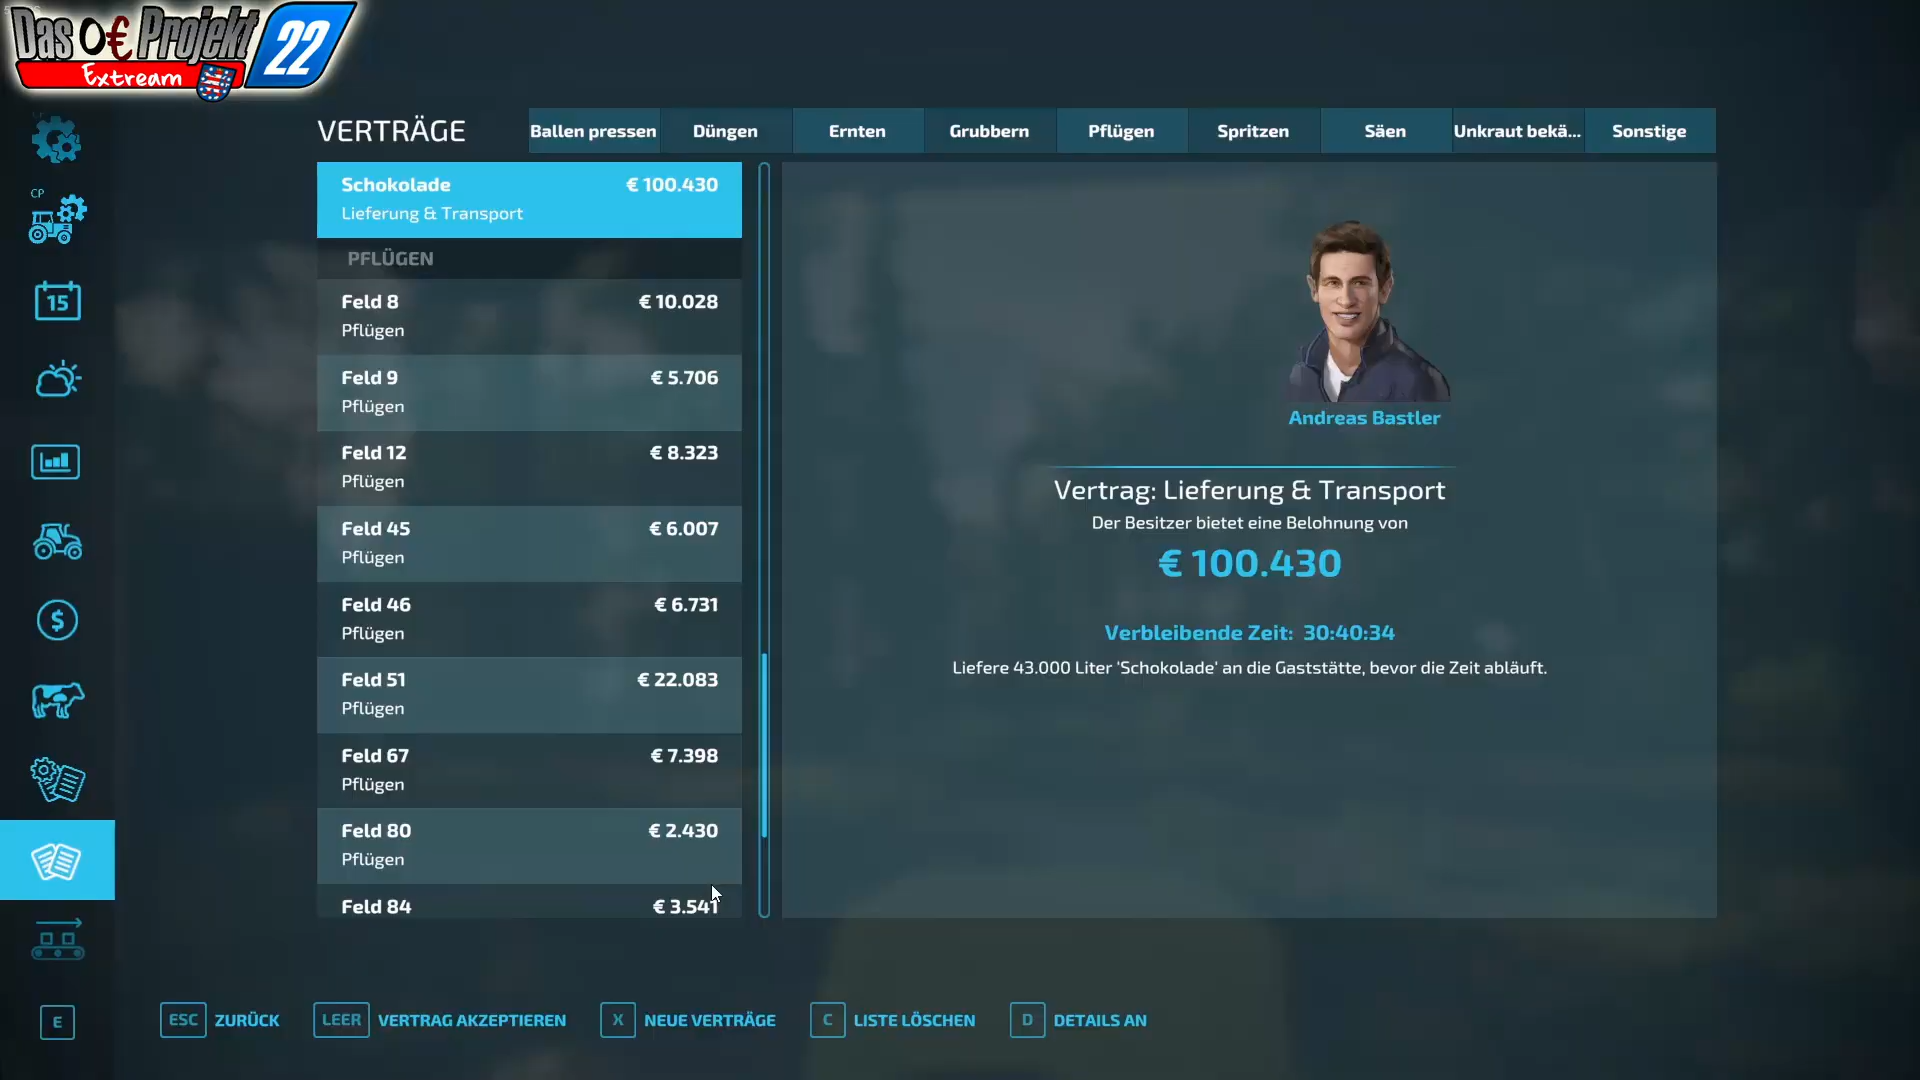 Das 0€ Projekt 22
Extream
VERTRÄGE
Ballen pressen
Düngen
Ernten
Grubbern
Pflügen
Spritzen
Säen
Unkraut bekä...
Sonstige
CP
15
E
Schokolade € 100.430
Lieferung & Transport
PFLÜGEN
Feld 8 € 10.028
Pflügen
Feld 9 € 5.706
Pflügen
Feld 12 € 8.323
Pflügen
Feld 45 € 6.007
Pflügen
Feld 46 € 6.731
Pflügen
Feld 51 € 22.083
Pflügen
Feld 67 € 7.398
Pflügen
Feld 80 € 2.430
Pflügen
Feld 84 € 3.541
Andreas Bastler
Vertrag: Lieferung & Transport
Der Besitzer bietet eine Belohnung von
€ 100.430
Verbleibende Zeit: 30:40:34
Liefere 43.000 Liter 'Schokolade' an die Gaststätte, bevor die Zeit abläuft.
ESC ZURÜCK
LEER VERTRAG AKZEPTIEREN
X NEUE VERTRÄGE
C LISTE LÖSCHEN
D DETAILS AN